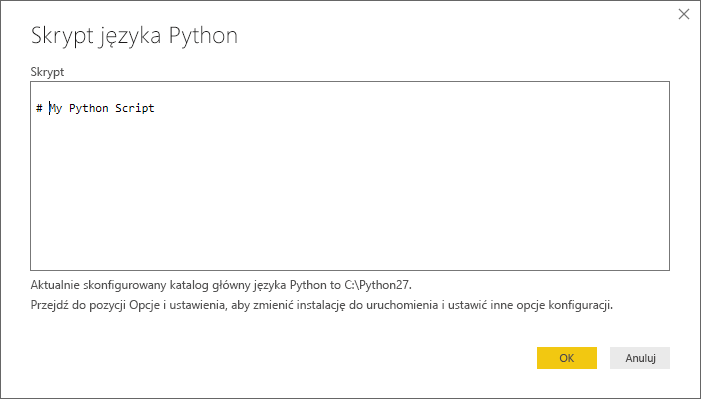 Skrypt języka Python
Skrypt
# My Python Script
Aktualnie skonfigurowany katalog główny języka Python to C:\Python27.
Przejdź do pozycji Opcje i ustawienia, aby zmienić instalację do uruchomienia i ustawić inne opcje konfiguracji.
OK
Anuluj